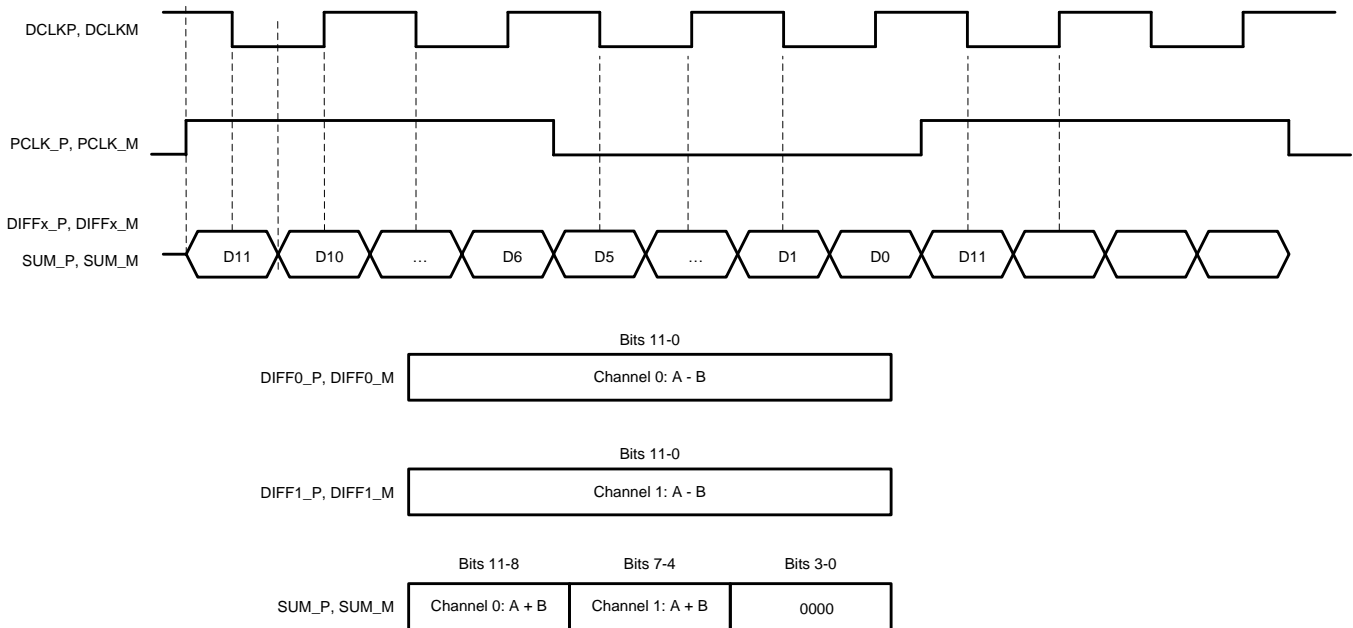 DCLKP, DCLKM
PCLK_P, PCLK_M
DIFFx_P, DIFFx_M
SUM_P, SUM_M
D11 D10 ... D6 D5 ... D1 D0 D11
Bits 11-0
DIFF0_P, DIFF0_M Channel 0: A - B
Bits 11-0
DIFF1_P, DIFF1_M Channel 1: A - B
Bits 11-8 Bits 7-4 Bits 3-0
SUM_P, SUM_M Channel 0: A + B Channel 1: A + B 0000